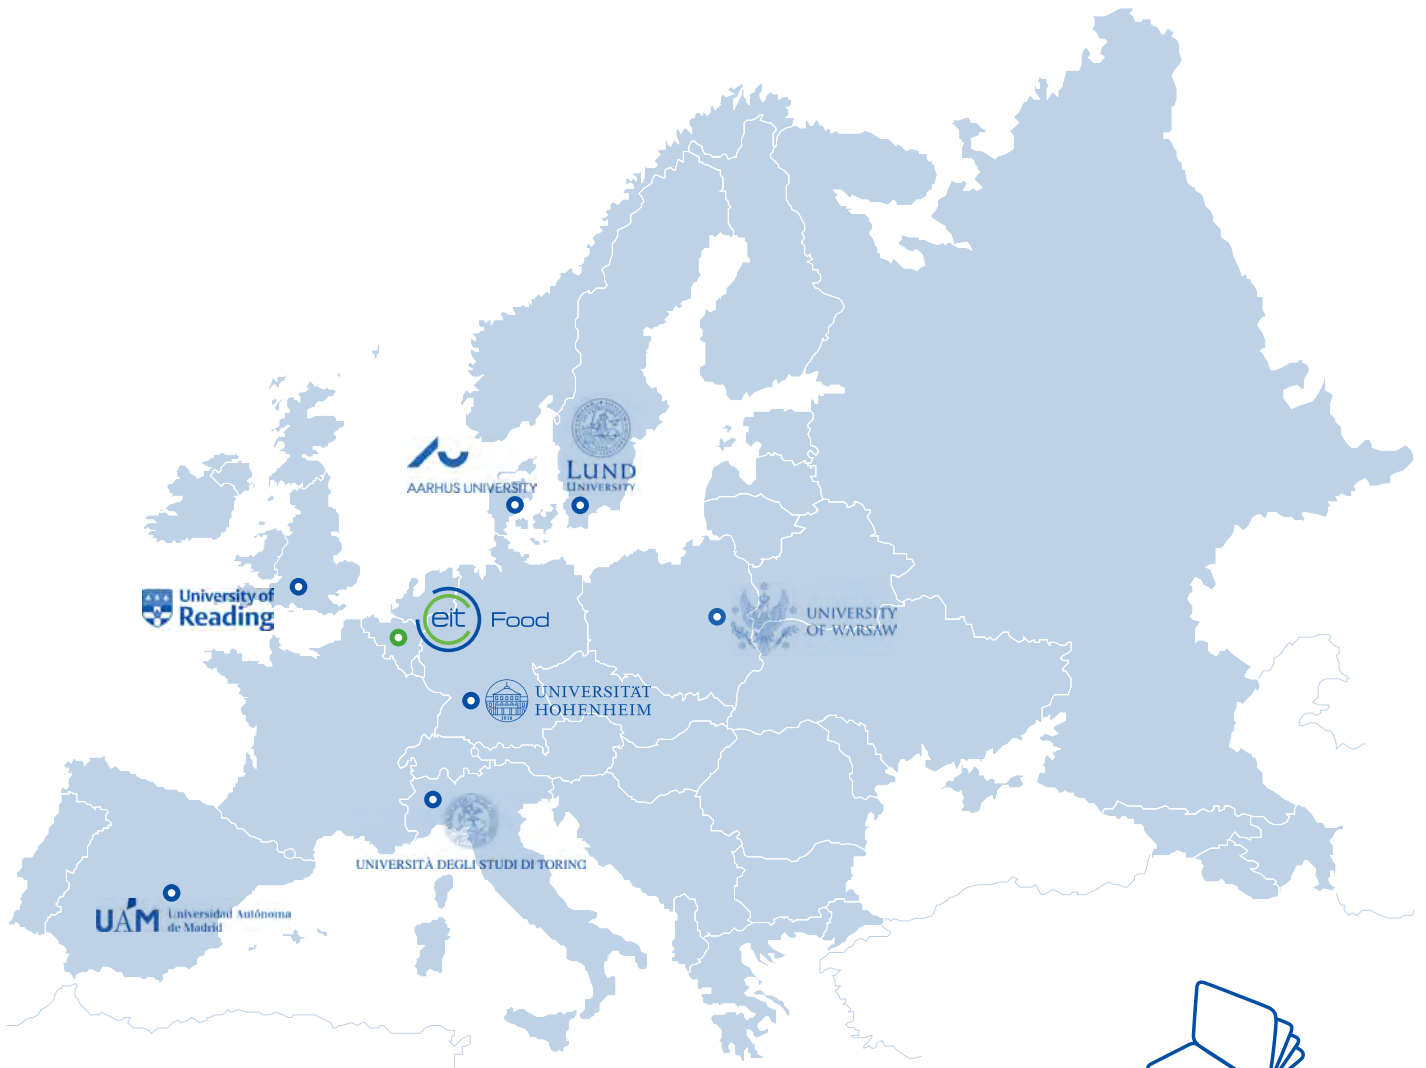 LUND
UNIVERSITY
AARHUS UNIVERSITY
University of
Reading
eit Food
UNIVERSITY
OF WARSAW
UNIVERSITÄT
HOHENHEIM
1818
UNIVERSITÀ DEGLI STUDI DI TORINO
UAM Universidad Autónoma
de Madrid